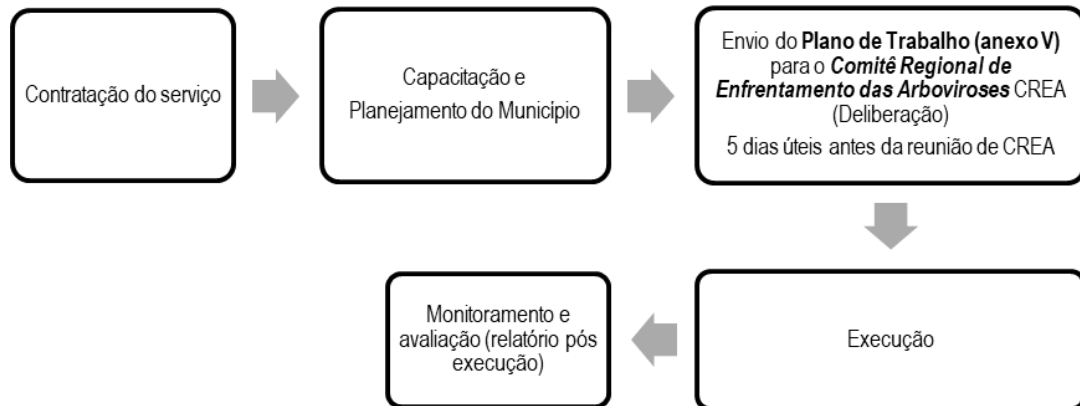 Contratação do serviço
Capacitação e
Planejamento do Município
Envio do Plano de Trabalho (anexo V)
para o Comitê Regional de
Enfrentamento das Arboviroses CREA
(Deliberação)
5 dias úteis antes da reunião de CREA
Execução
Monitoramento e
avaliação (relatório pós
execução)